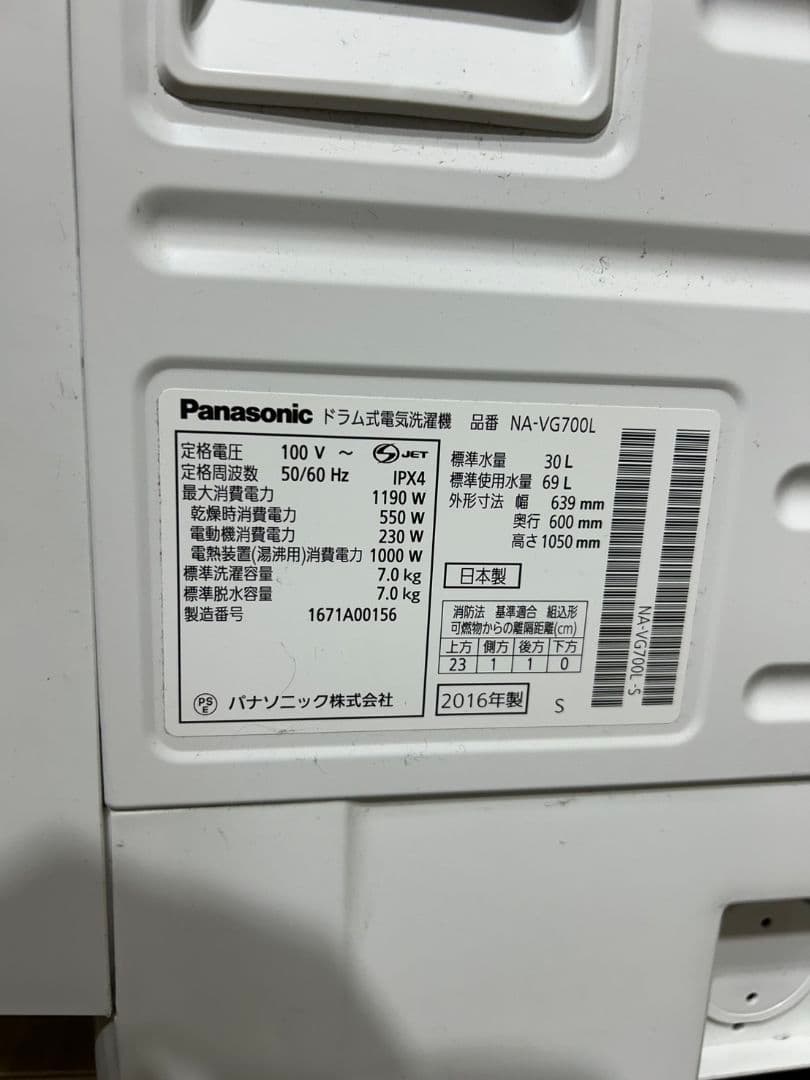 Panasonic ドラム式電気洗濯機 品番 NA-VG700L
定格電圧 100 V ~ S JET
定格周波数 50/60 Hz IPX4
最大消費電力 1190 W
乾燥時消費電力 550 W
電動機消費電力 230 W
電熱装置(湯沸用)消費電力 1000 W
標準洗濯容量 7.0 kg
標準脱水容量 7.0 kg
製造番号 1671A00156
PSE パナソニック株式会社
標準水量 30 L
標準使用水量 69 L
外形寸法 幅 639 mm
奥行 600 mm
高さ 1050 mm
日本製
消防法 基準適合 組込形
可燃物からの離隔距離(cm)
上方 側方 後方 下方
23 1 1 0
2016年製 S
NA-VG700L-S